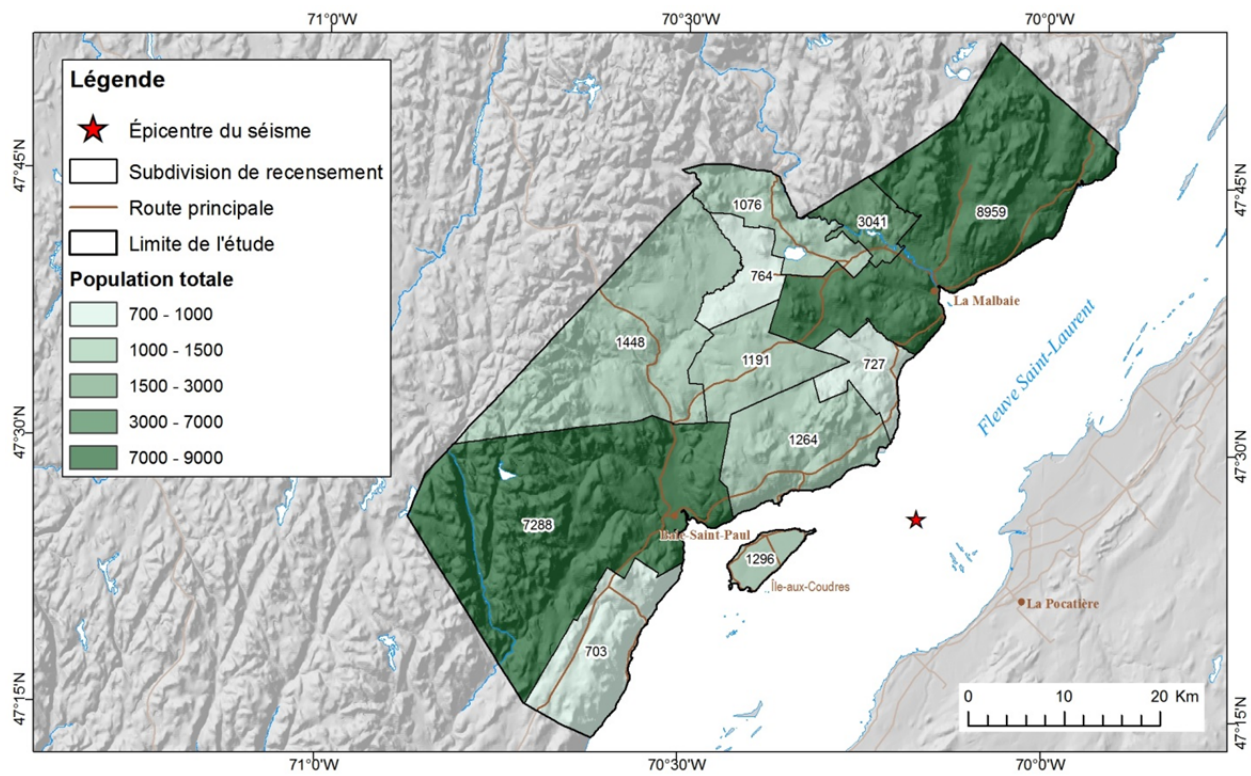 71°0'W 70°30'W 70°0'W
Légende
Épicentre du séisme
Subdivision de recensement
Route principale
Limite de l'étude
Population totale
700 - 1000
1000 - 1500
1500 - 3000
3000 - 7000
7000 - 9000
47°45'N
47°45'N
1076
3041
8959
764
La Malbaie
1448
1191
727
Fleuve Saint-Laurent
47°30'N
1264
47°30'N
7288
Baie-Saint-Paul
1296
Île-aux-Coudres
La Pocatière
703
47°15'N
0 10 20 Km
47°15'N
71°0'W 70°30'W 70°0'W